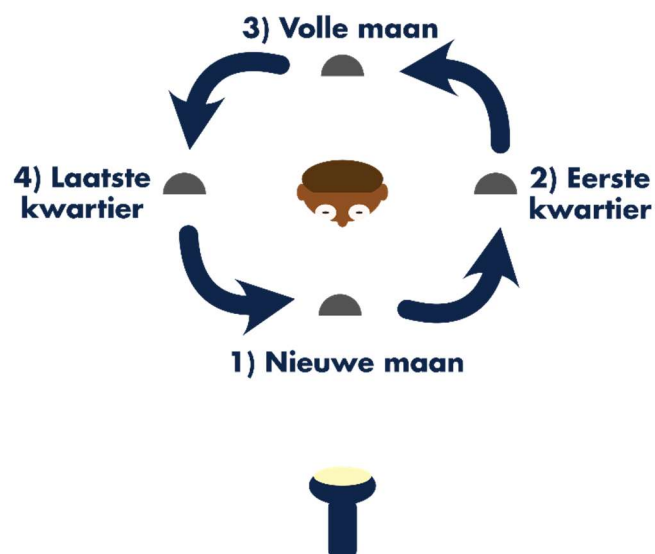 3) Volle maan
4) Laatste
kwartier
2) Eerste
kwartier
1) Nieuwe maan